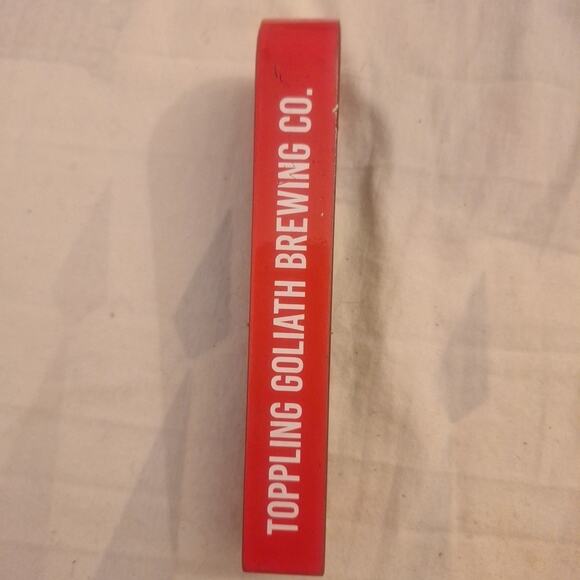 TOPPLING GOLIATH BREWING CO.